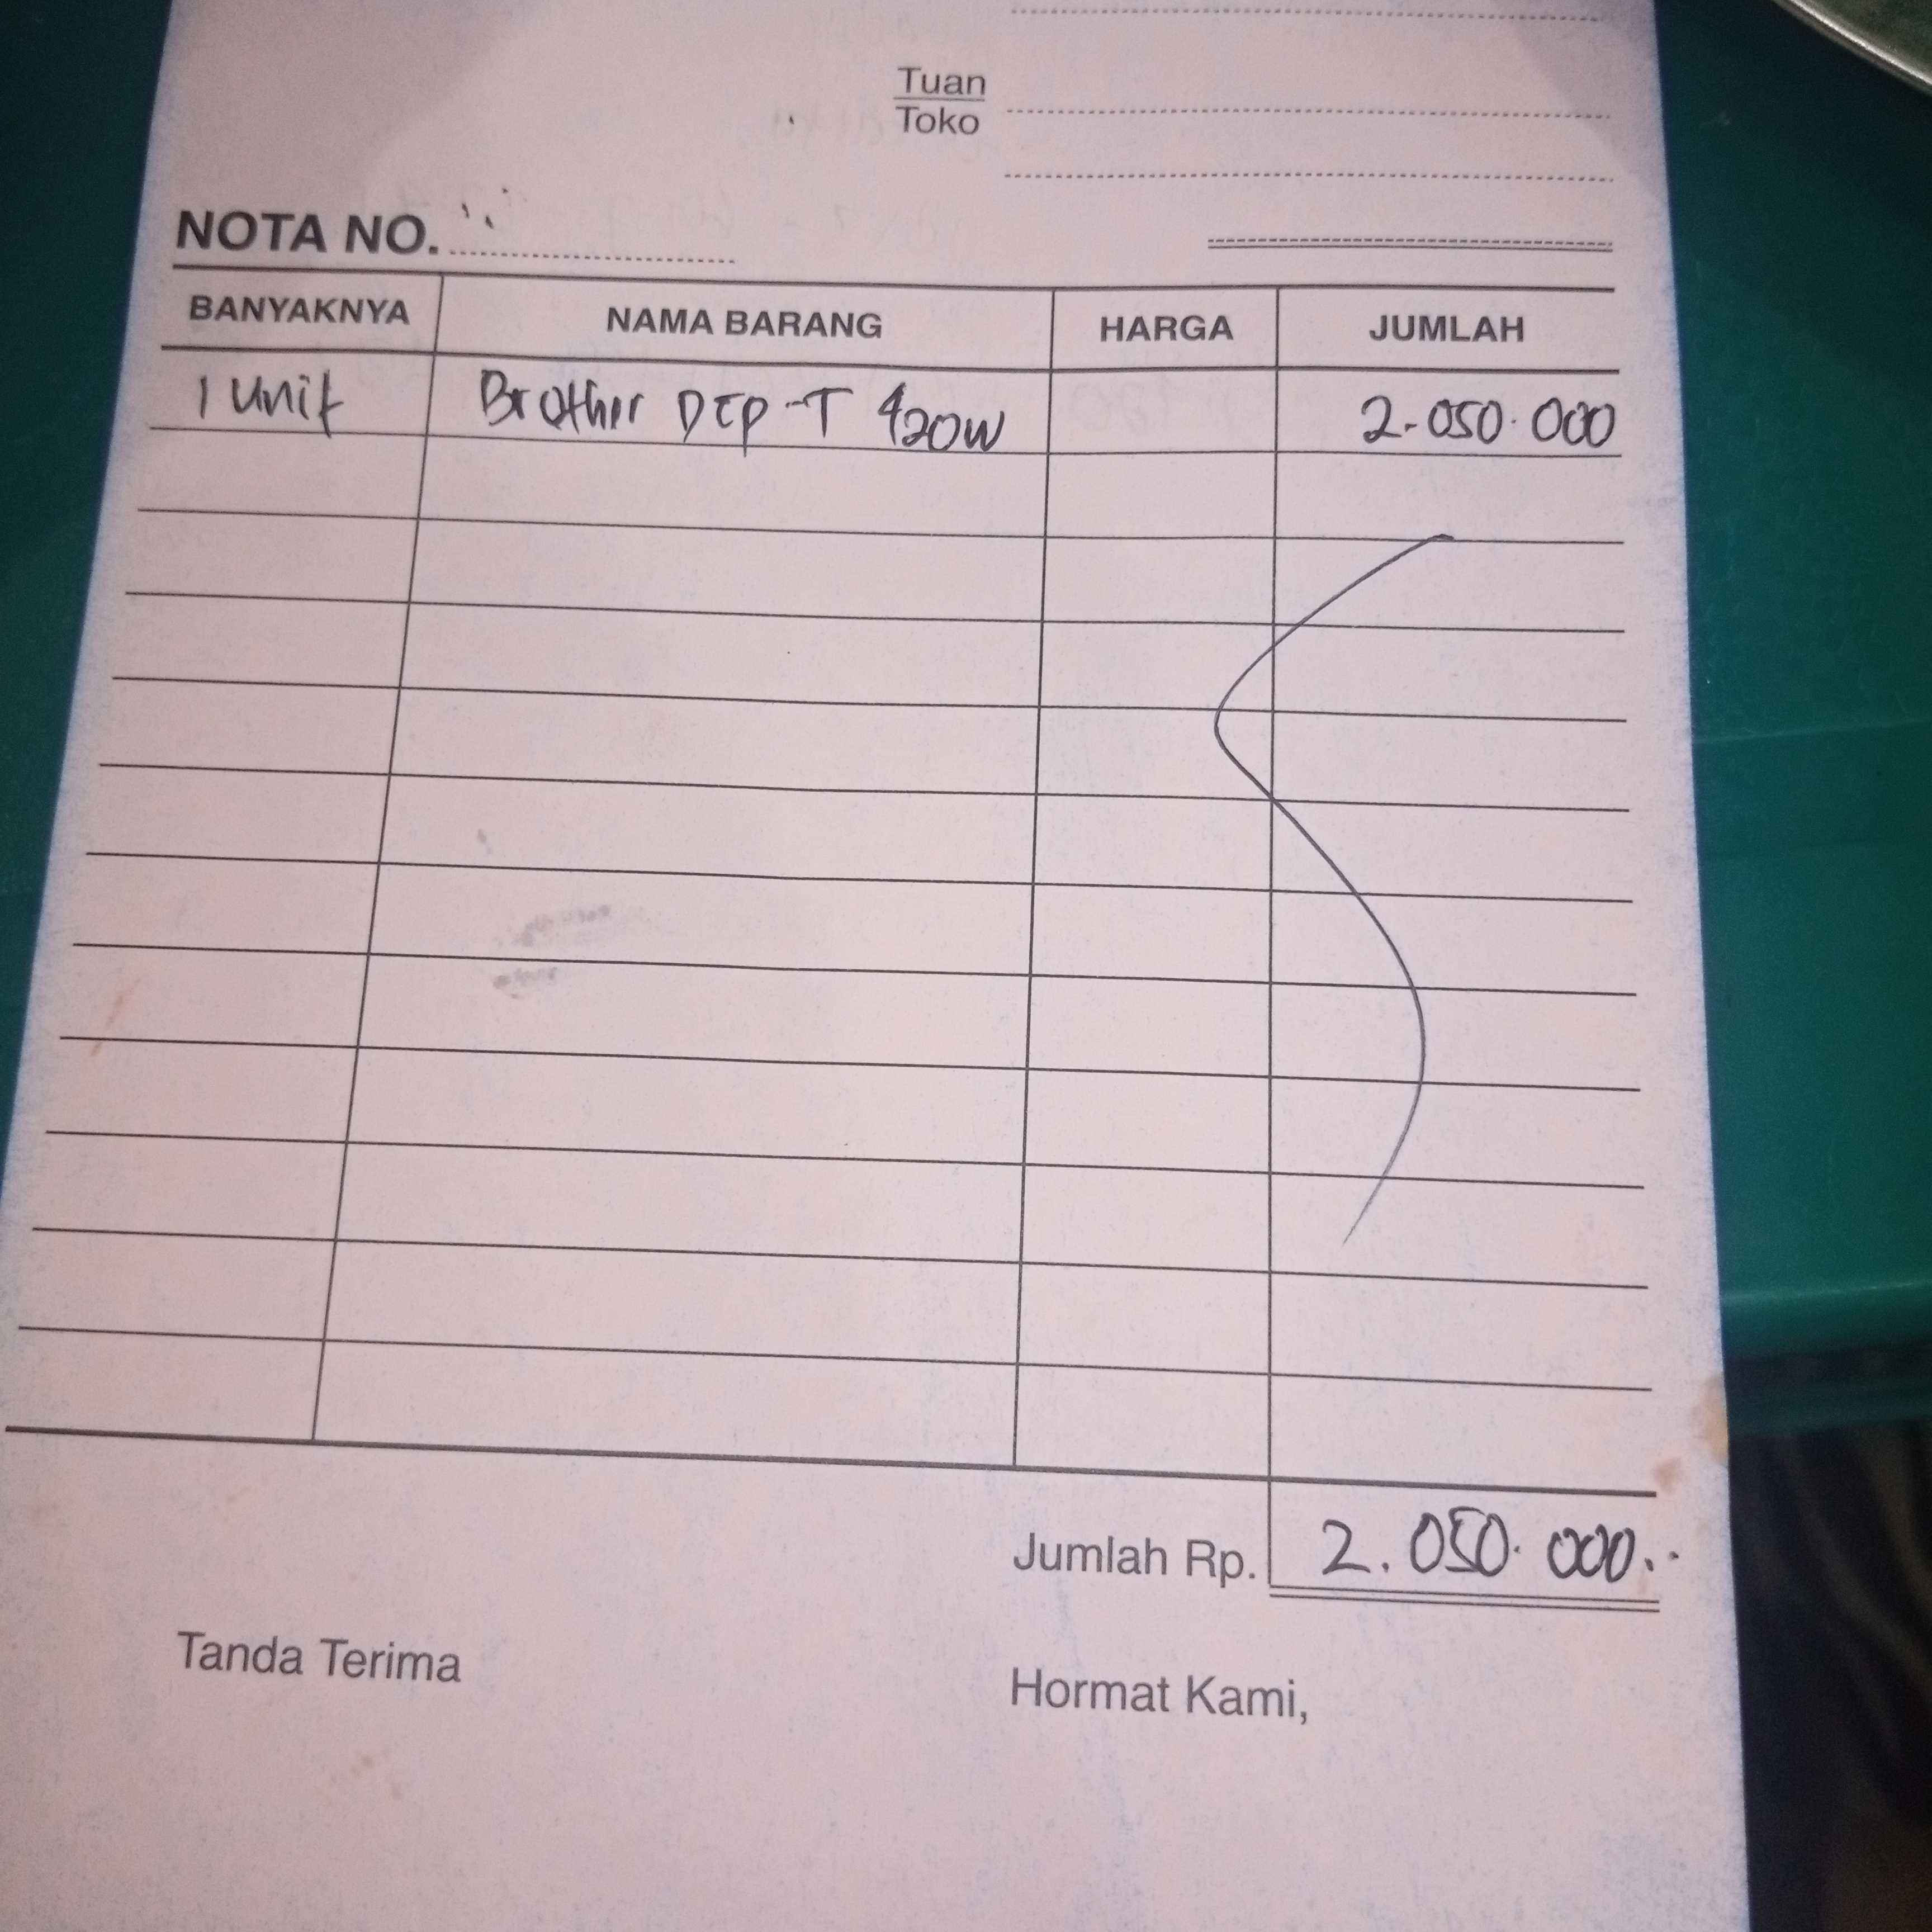 Tuan
Toko
NOTA NO.
BANYAKNYA NAMA BARANG HARGA JUMLAH
1 Unit Brother DCP-T 420W 2.050.000
Jumlah Rp. 2.050.000..
Tanda Terima
Hormat Kami,